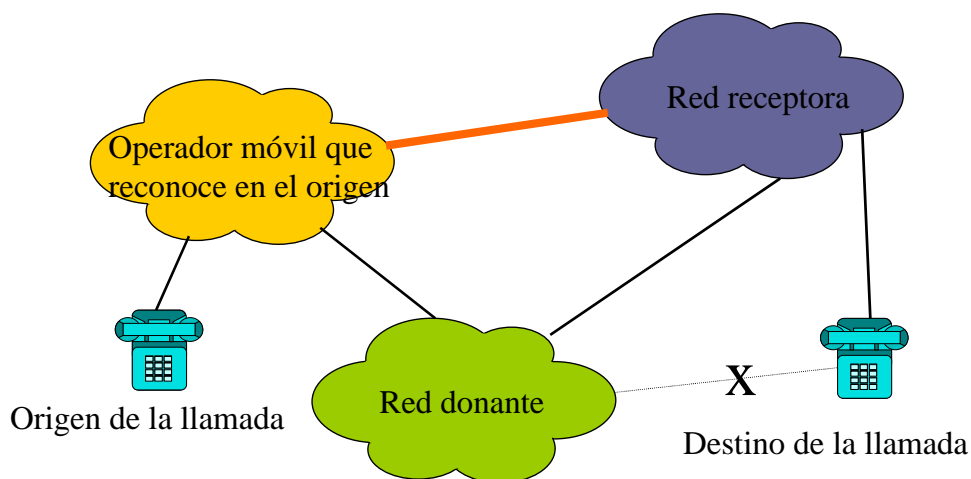 Red receptora
Operador móvil que
reconoce en el origen
Red donante
X
Origen de la llamada
Destino de la llamada